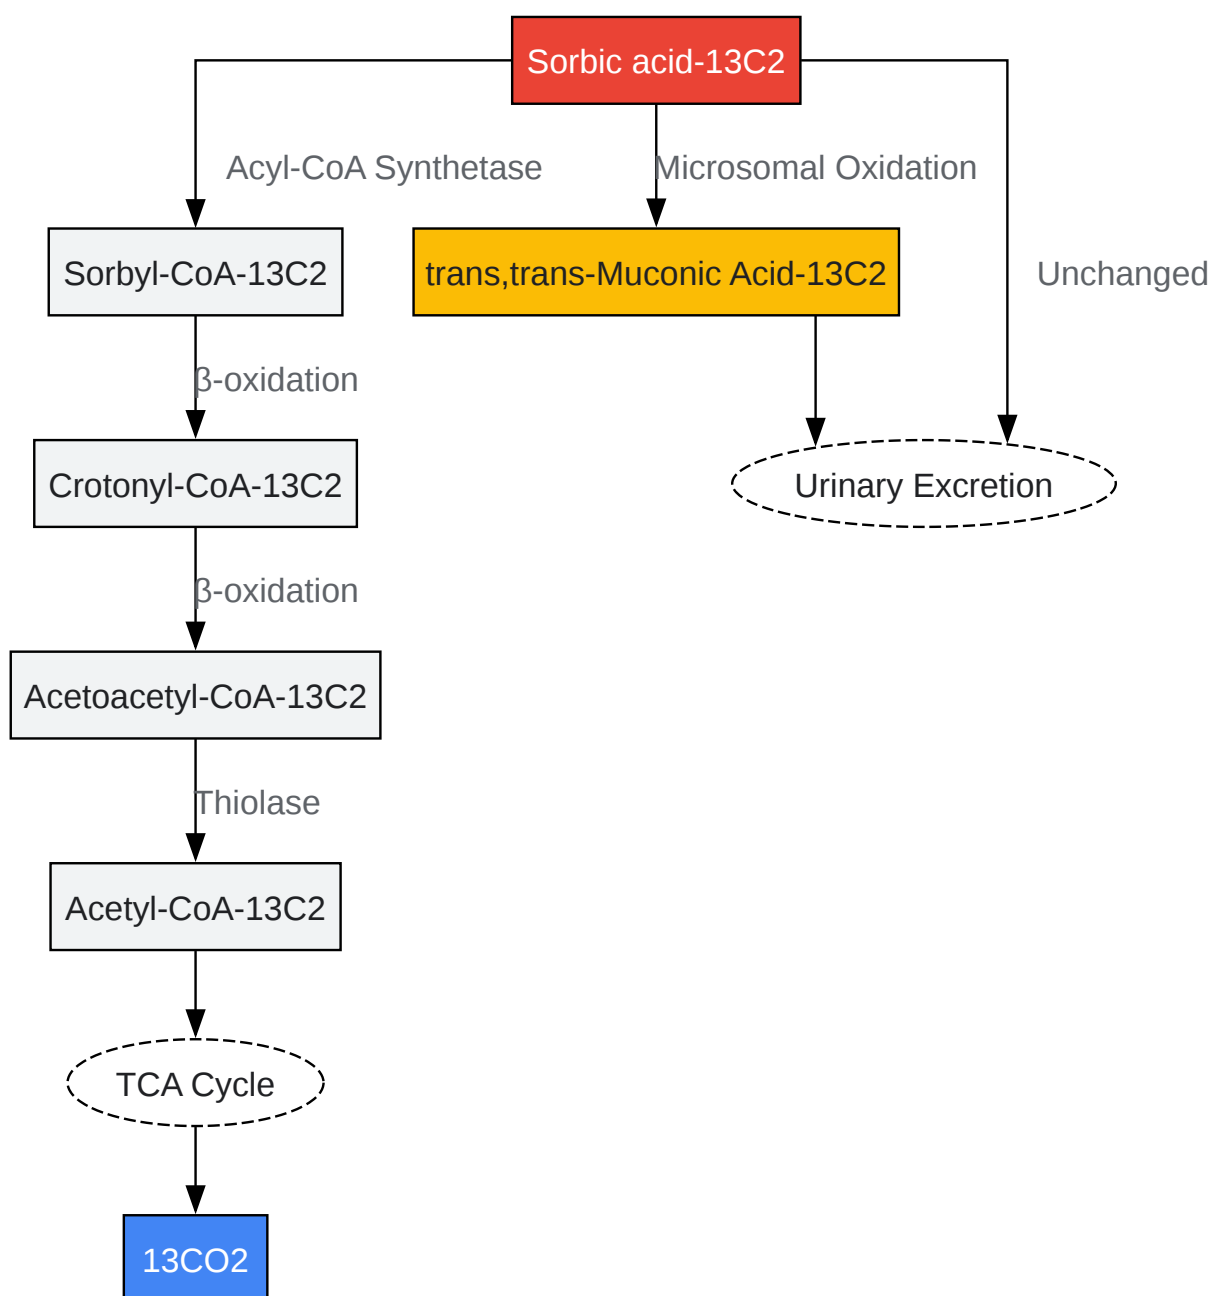 Sorbic acid-13C2
Acyl-CoA Synthetase
Microsomal Oxidation
Sorbyl-CoA-13C2
trans,trans-Muconic Acid-13C2
Unchanged
β-oxidation
Crotonyl-CoA-13C2
Urinary Excretion
β-oxidation
Acetoacetyl-CoA-13C2
Thiolase
Acetyl-CoA-13C2
TCA Cycle
13CO2